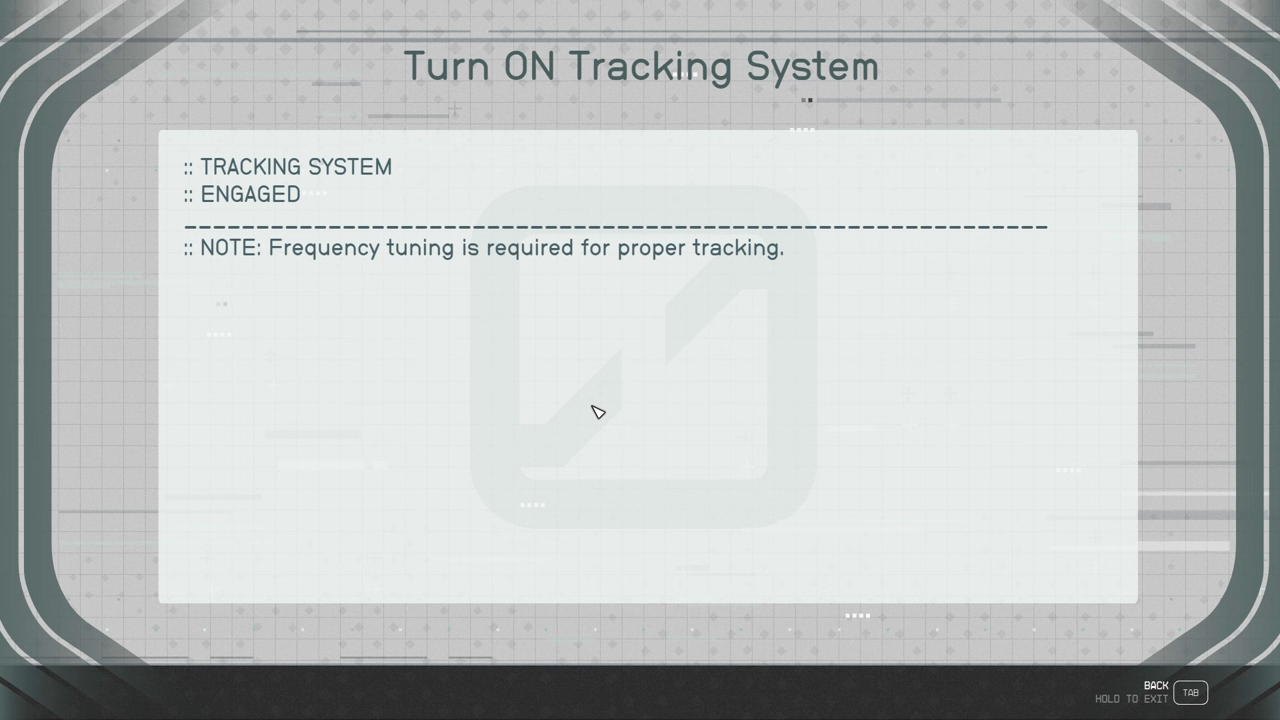 Turn ON Tracking System
:: TRACKING SYSTEM
:: ENGAGED
:: NOTE: Frequency tuning is required for proper tracking.
BACK
HOLD TO EXIT
TAB